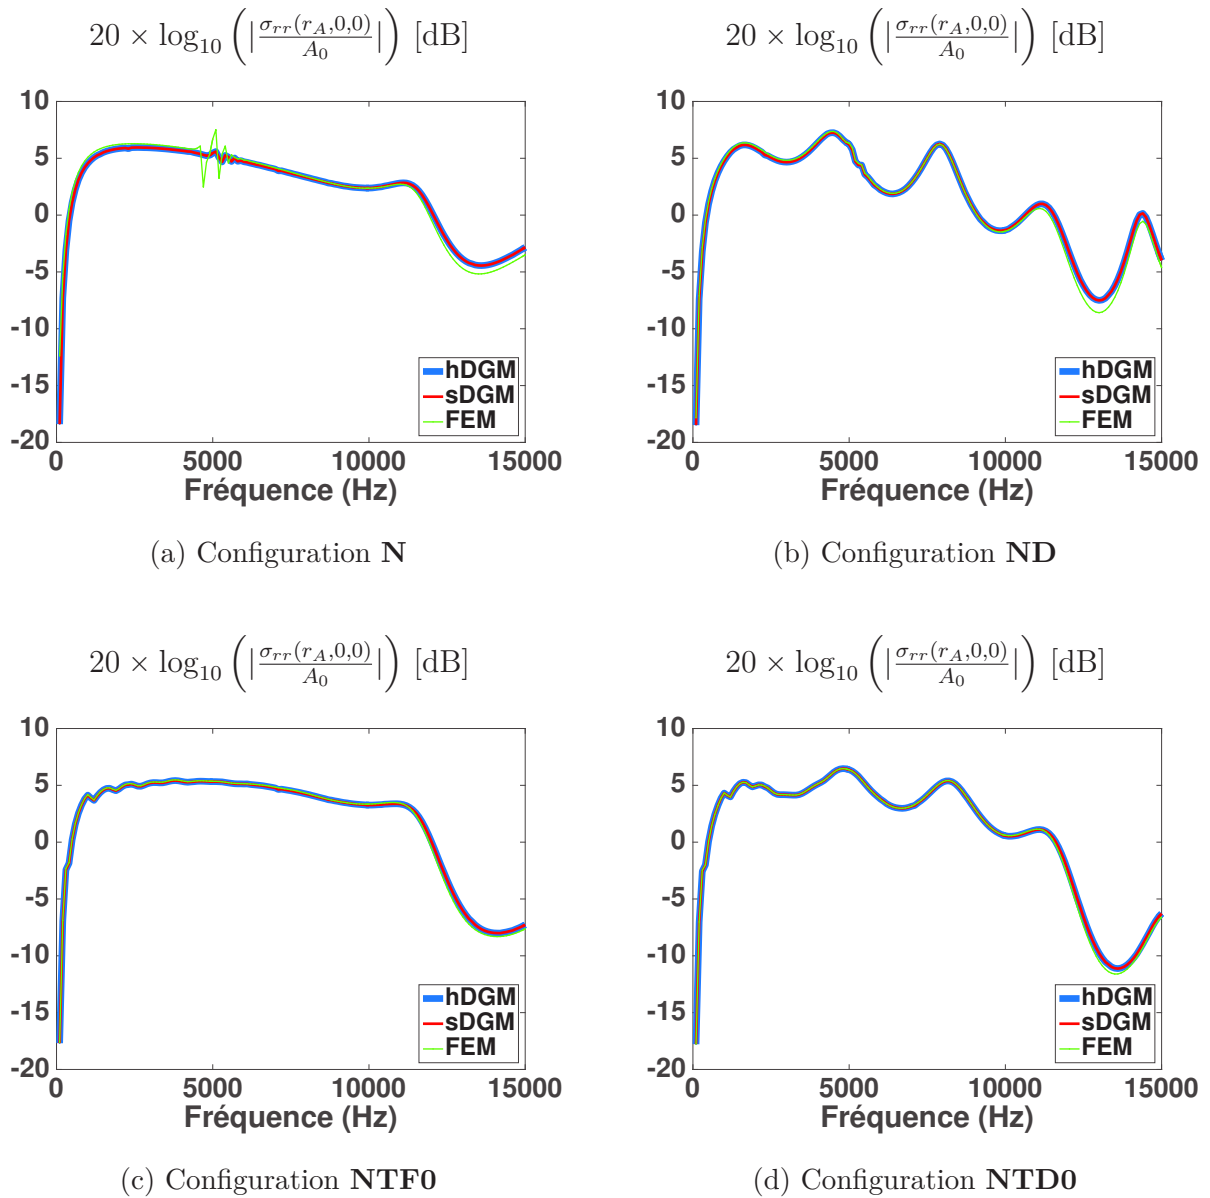 20 × log₁₀ (|σᵣᵣ(r_A,0,0)/A₀|) [dB]
10
5
0
-5
-10
-15
-20
0 5000 10000 15000
Fréquence (Hz)
hDGM
sDGM
FEM
(a) Configuration N
20 × log₁₀ (|σᵣᵣ(r_A,0,0)/A₀|) [dB]
10
5
0
-5
-10
-15
-20
0 5000 10000 15000
Fréquence (Hz)
hDGM
sDGM
FEM
(b) Configuration ND
20 × log₁₀ (|σᵣᵣ(r_A,0,0)/A₀|) [dB]
10
5
0
-5
-10
-15
-20
0 5000 10000 15000
Fréquence (Hz)
hDGM
sDGM
FEM
(c) Configuration NTF0
20 × log₁₀ (|σᵣᵣ(r_A,0,0)/A₀|) [dB]
10
5
0
-5
-10
-15
-20
0 5000 10000 15000
Fréquence (Hz)
hDGM
sDGM
FEM
(d) Configuration NTD0